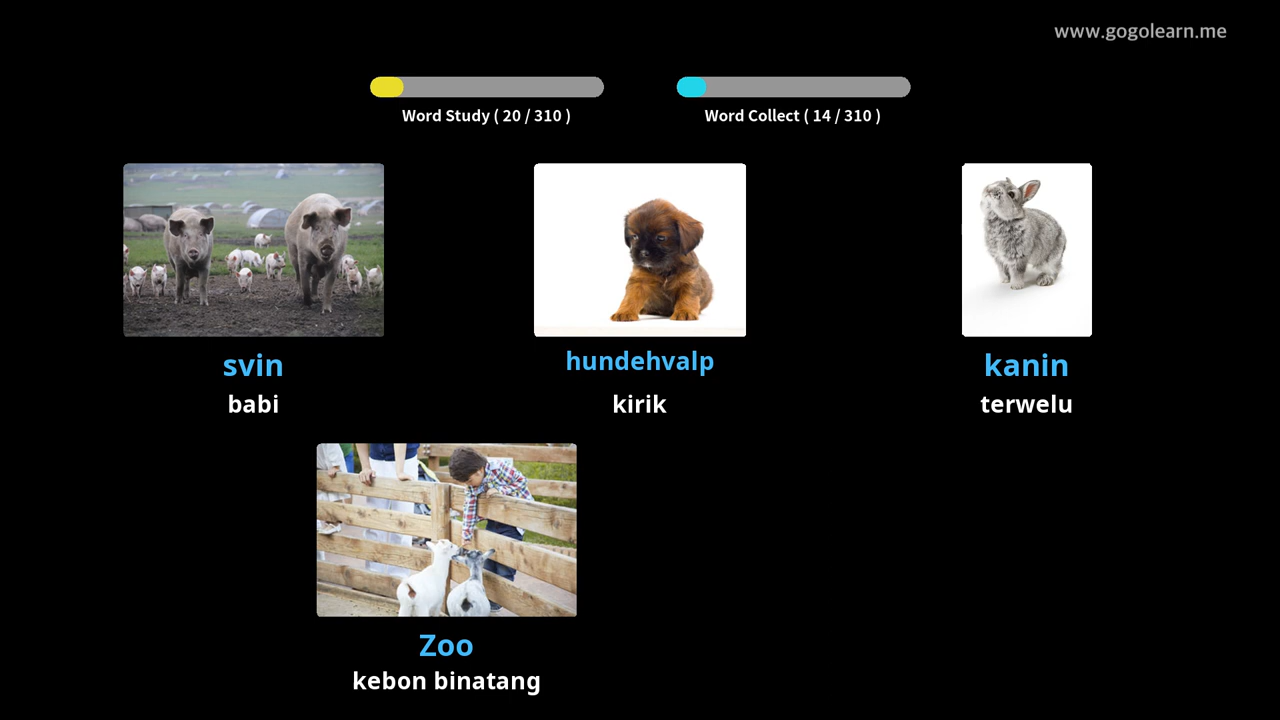 www.gogolearn.me
Word Study ( 20 / 310 )
Word Collect ( 14 / 310 )
svin
babi
hundehvalp
kirik
kanin
terwelu
Zoo
kebon binatang